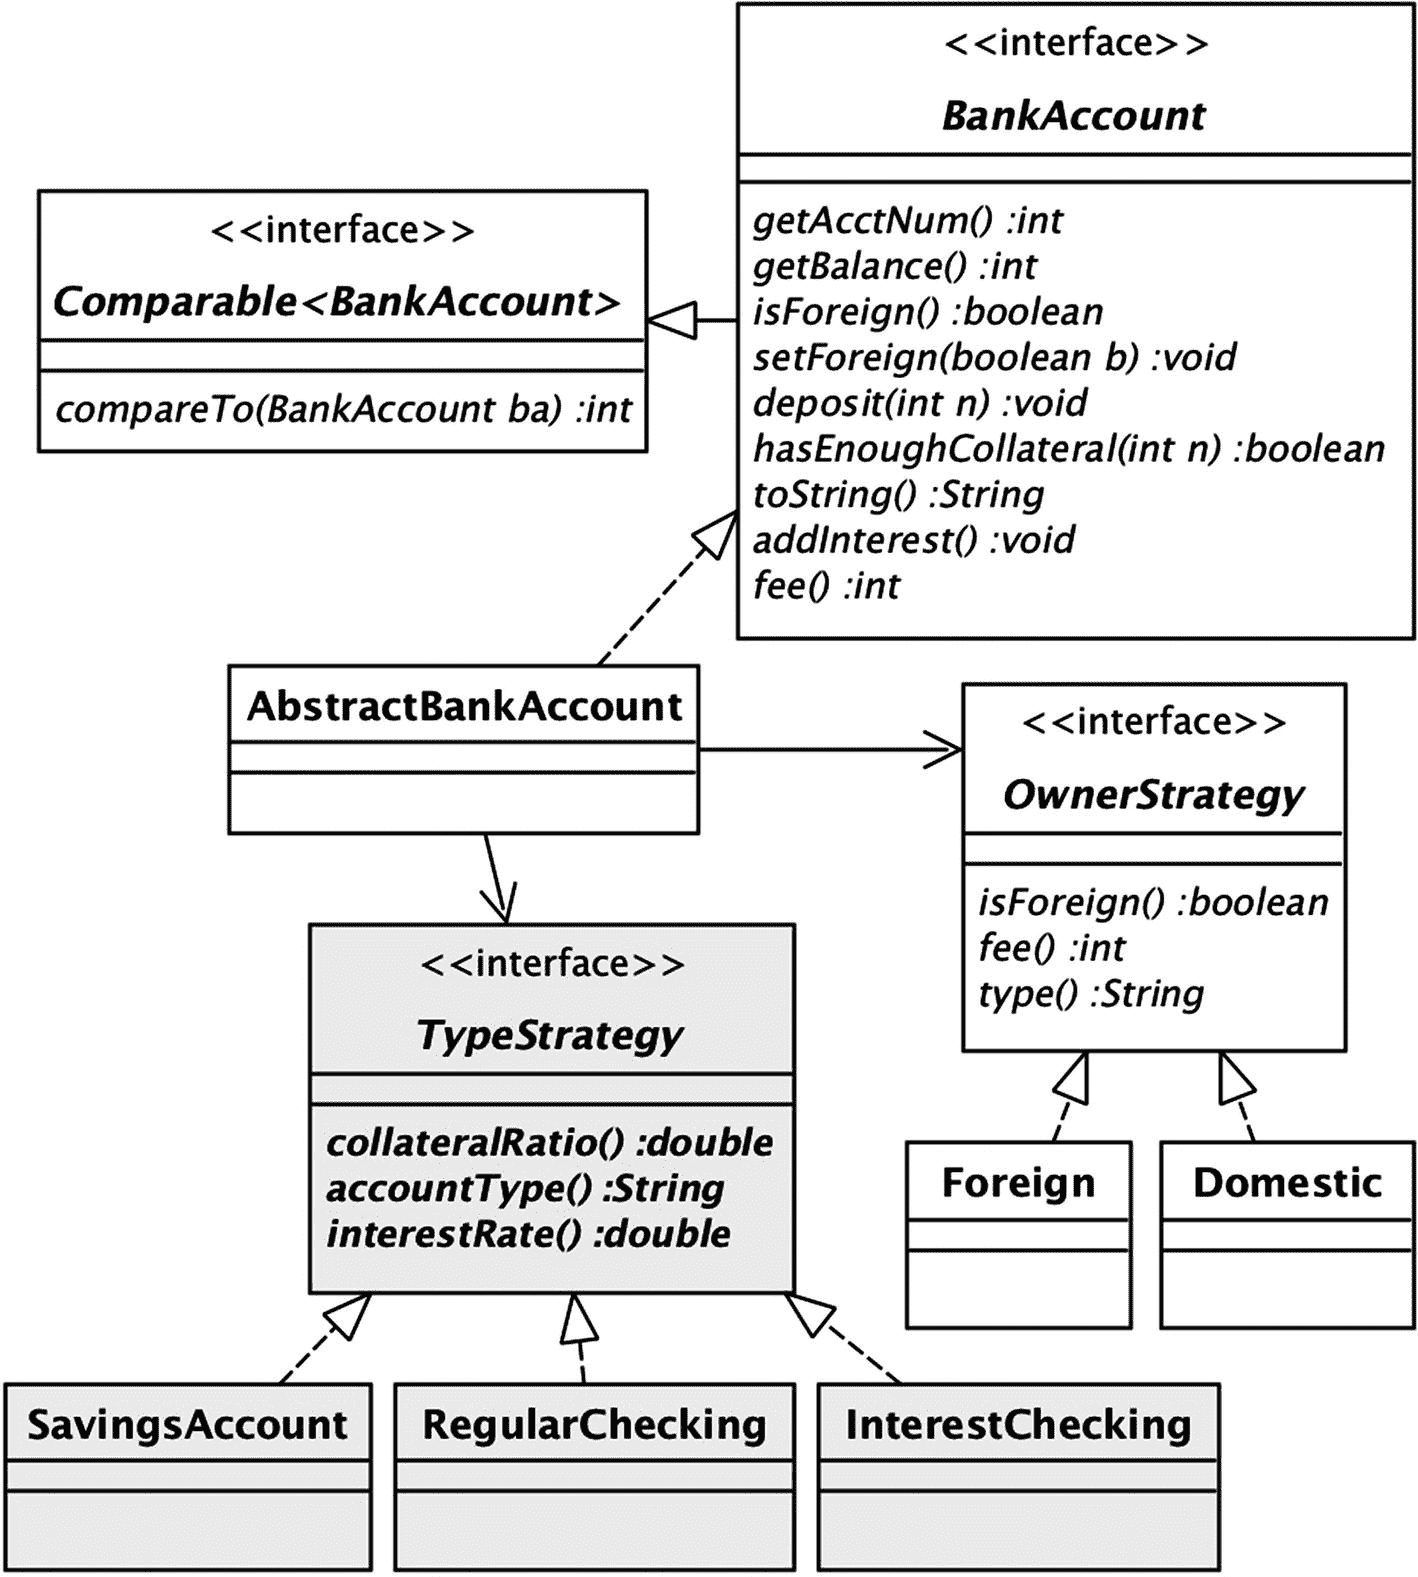 <<interface>>
BankAccount
getAcctNum() :int
getBalance() :int
isForeign() :boolean
setForeign(boolean b) :void
deposit(int n) :void
hasEnoughCollateral(int n) :boolean
toString() :String
addInterest() :void
fee() :int
<<interface>>
Comparable<BankAccount>
compareTo(BankAccount ba) :int
AbstractBankAccount
<<interface>>
OwnerStrategy
isForeign() :boolean
fee() :int
type() :String
<<interface>>
TypeStrategy
collateralRatio() :double
accountType() :String
interestRate() :double
Foreign
Domestic
SavingsAccount
RegularChecking
InterestChecking